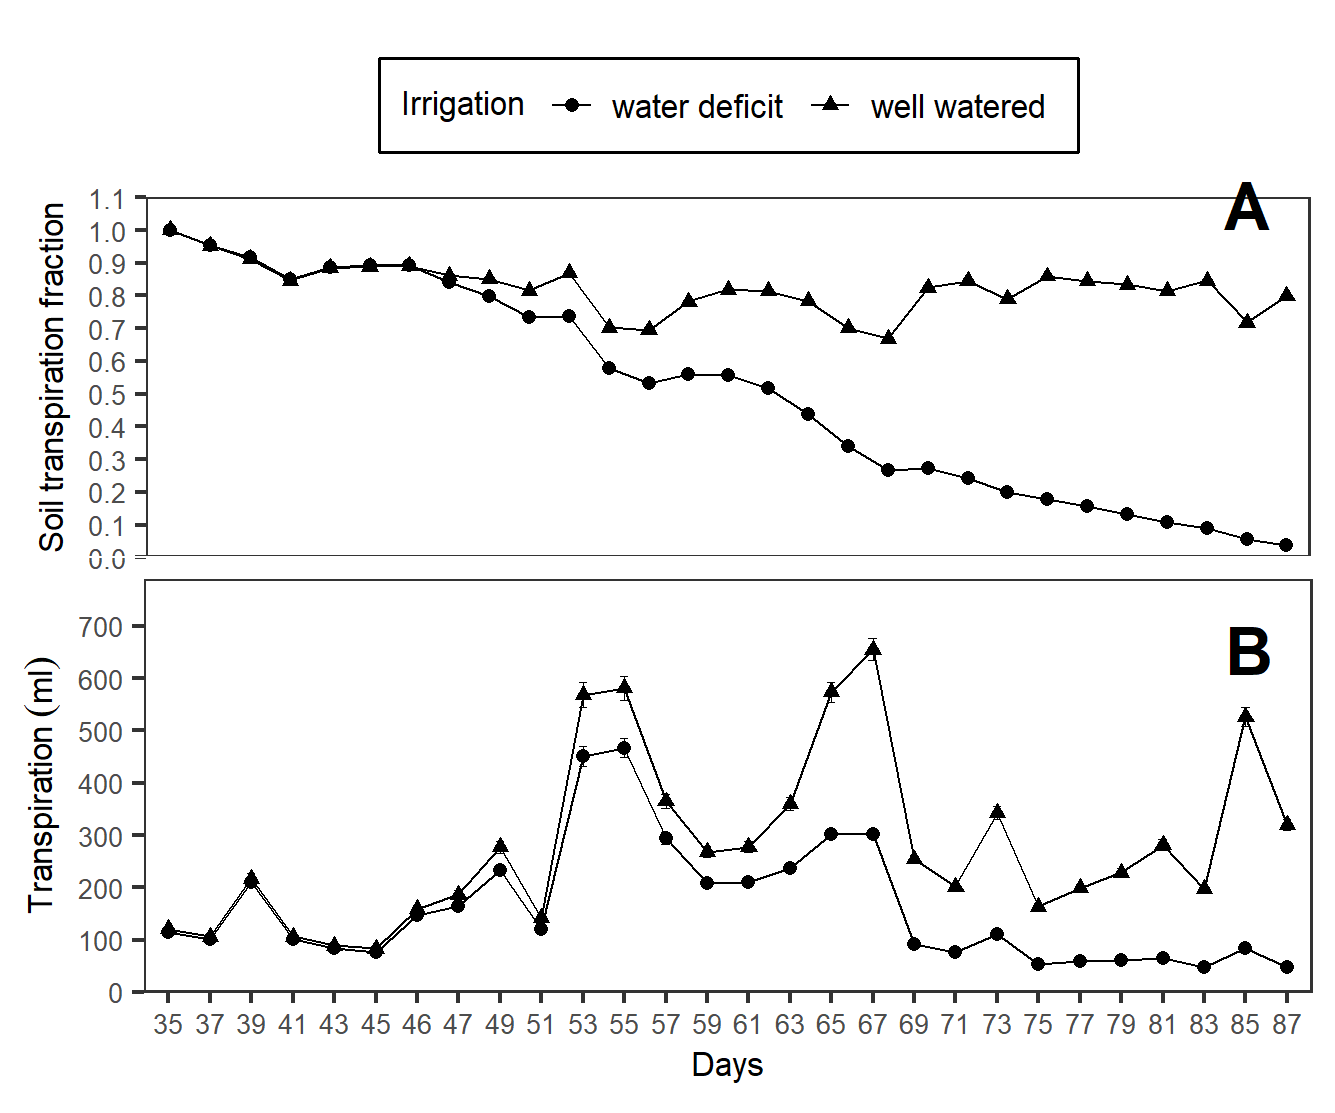 Irrigation water deficit well watered
A
Soil transpiration fraction
1.1
1.0
0.9
0.8
0.7
0.6
0.5
0.4
0.3
0.2
0.1
0.0
B
Transpiration (ml)
700
600
500
400
300
200
100
0
35 37 39 41 43 45 46 47 49 51 53 55 57 59 61 63 65 67 69 71 73 75 77 79 81 83 85 87
Days